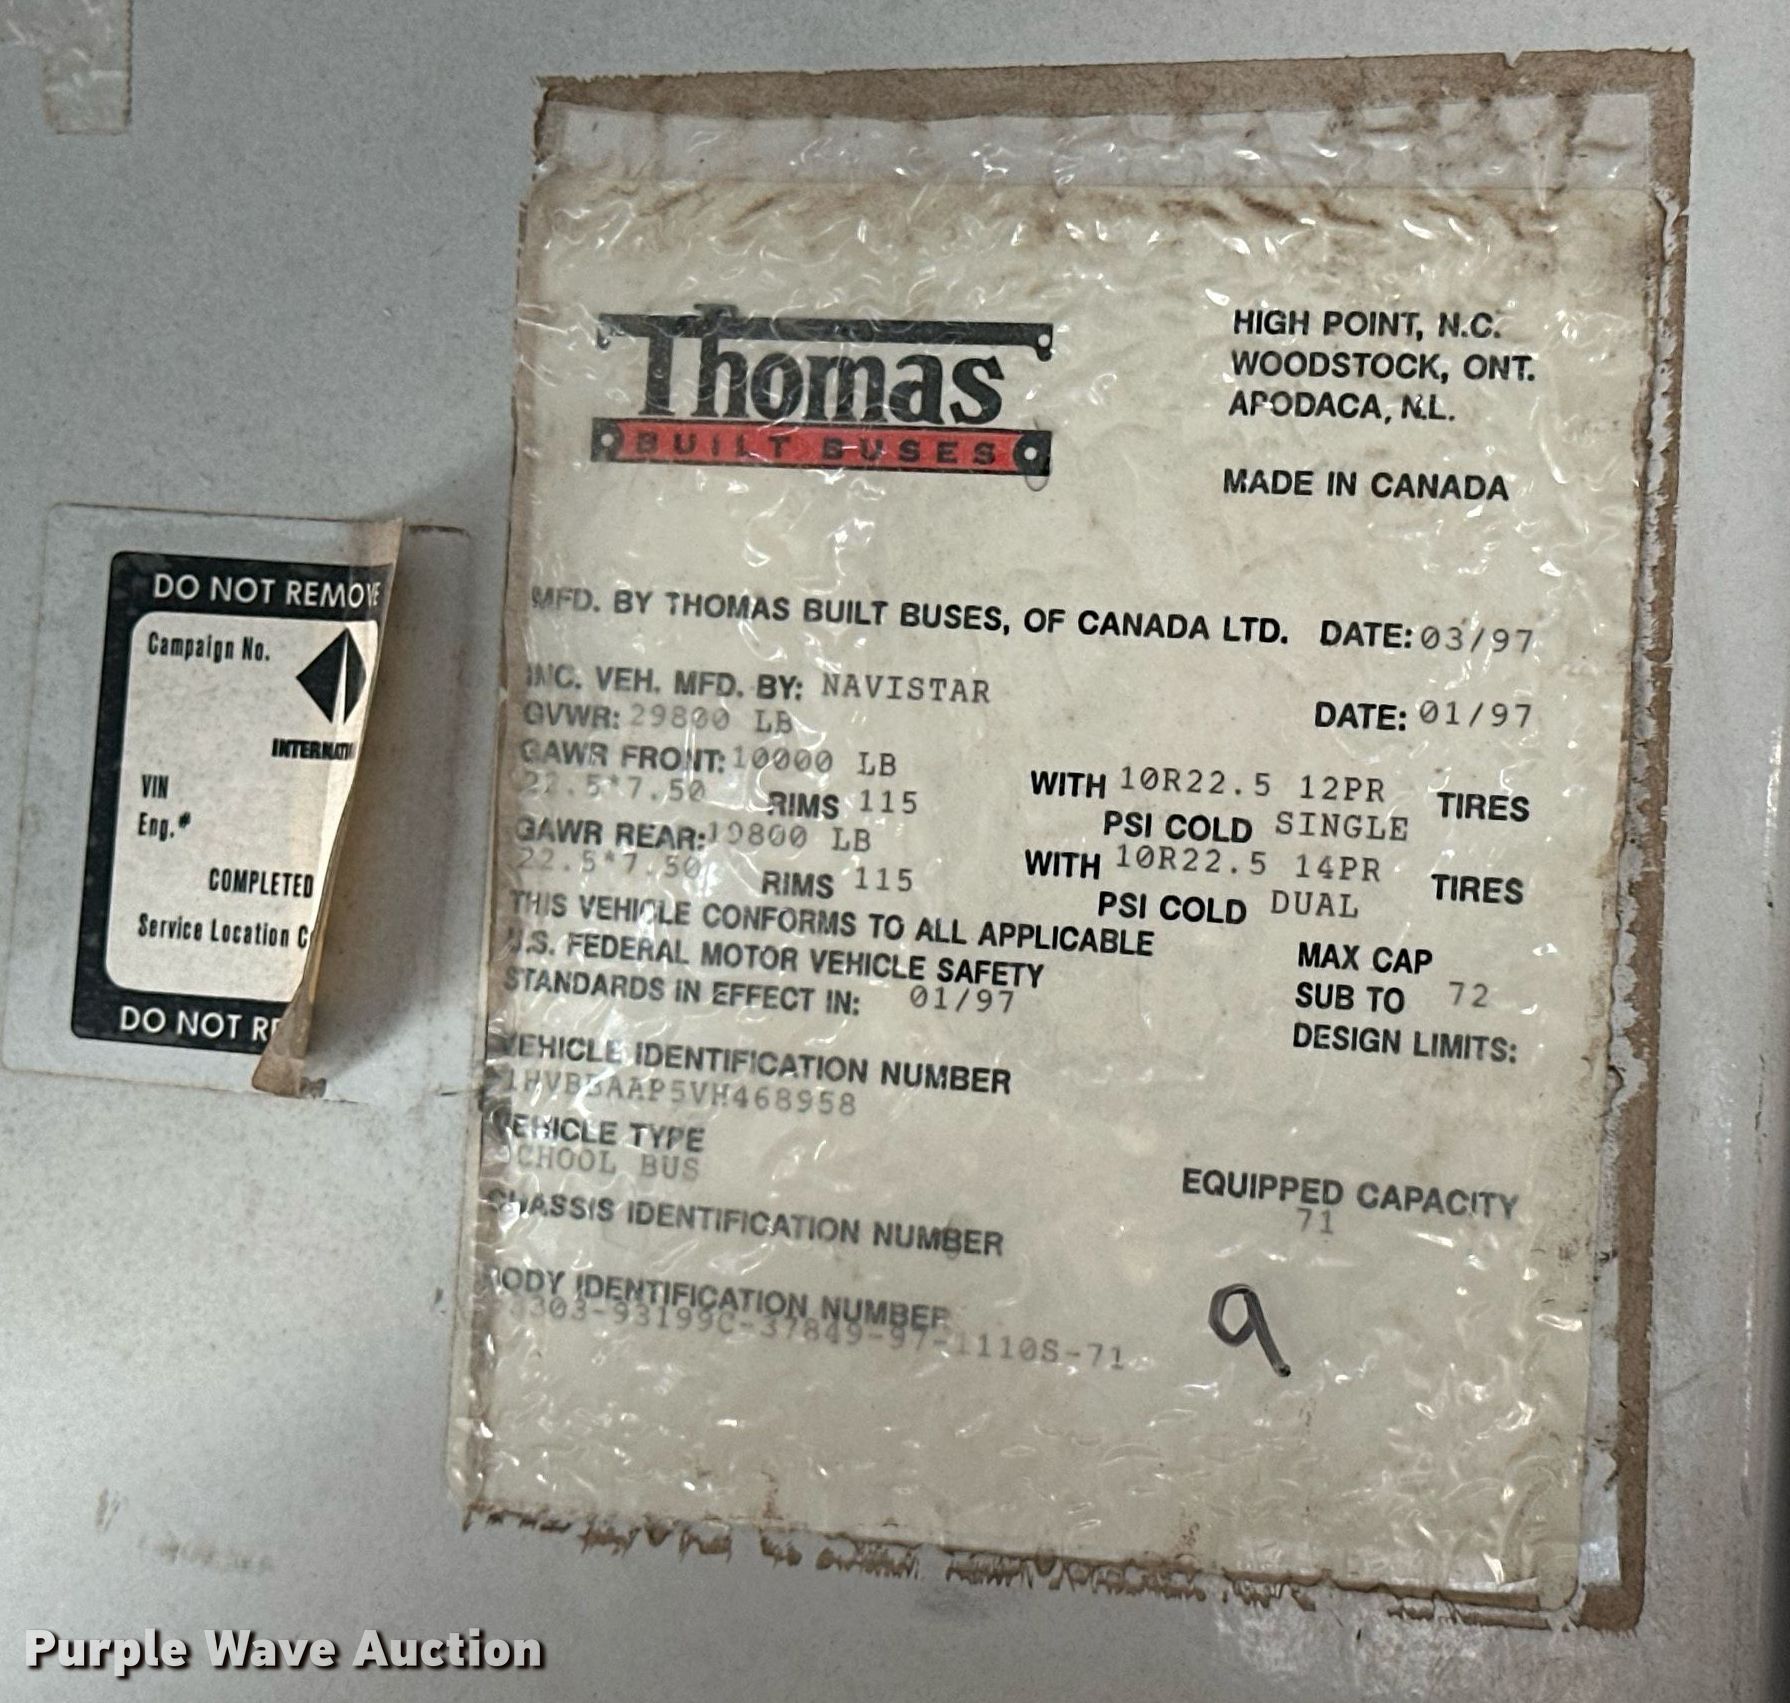 Thomas
BUILT BUSES
HIGH POINT, N.C.
WOODSTOCK, ONT.
APODACA, N.L.
MADE IN CANADA
MFD. BY THOMAS BUILT BUSES, OF CANADA LTD. DATE: 03/97
INC. VEH. MFD. BY: NAVISTAR DATE: 01/97
GVWR: 29800 LB
GAWR FRONT: 10000 LB WITH 10R22.5 12PR TIRES
22.5*7.50 RIMS 115 PSI COLD SINGLE
GAWR REAR: 19800 LB WITH 10R22.5 14PR TIRES
22.5*7.50 RIMS 115 PSI COLD DUAL
THIS VEHICLE CONFORMS TO ALL APPLICABLE
U.S. FEDERAL MOTOR VEHICLE SAFETY
STANDARDS IN EFFECT IN: 01/97
MAX CAP
SUB TO 72
DESIGN LIMITS:
VEHICLE IDENTIFICATION NUMBER
1HVBBAAP5VH468958
VEHICLE TYPE
SCHOOL BUS
EQUIPPED CAPACITY
71
CHASSIS IDENTIFICATION NUMBER
BODY IDENTIFICATION NUMBER
9
DO NOT REMOVE
Campaign No.
INTERNATI
VIN
Eng.#
COMPLETED
Service Location C
DO NOT RE
Purple Wave Auction